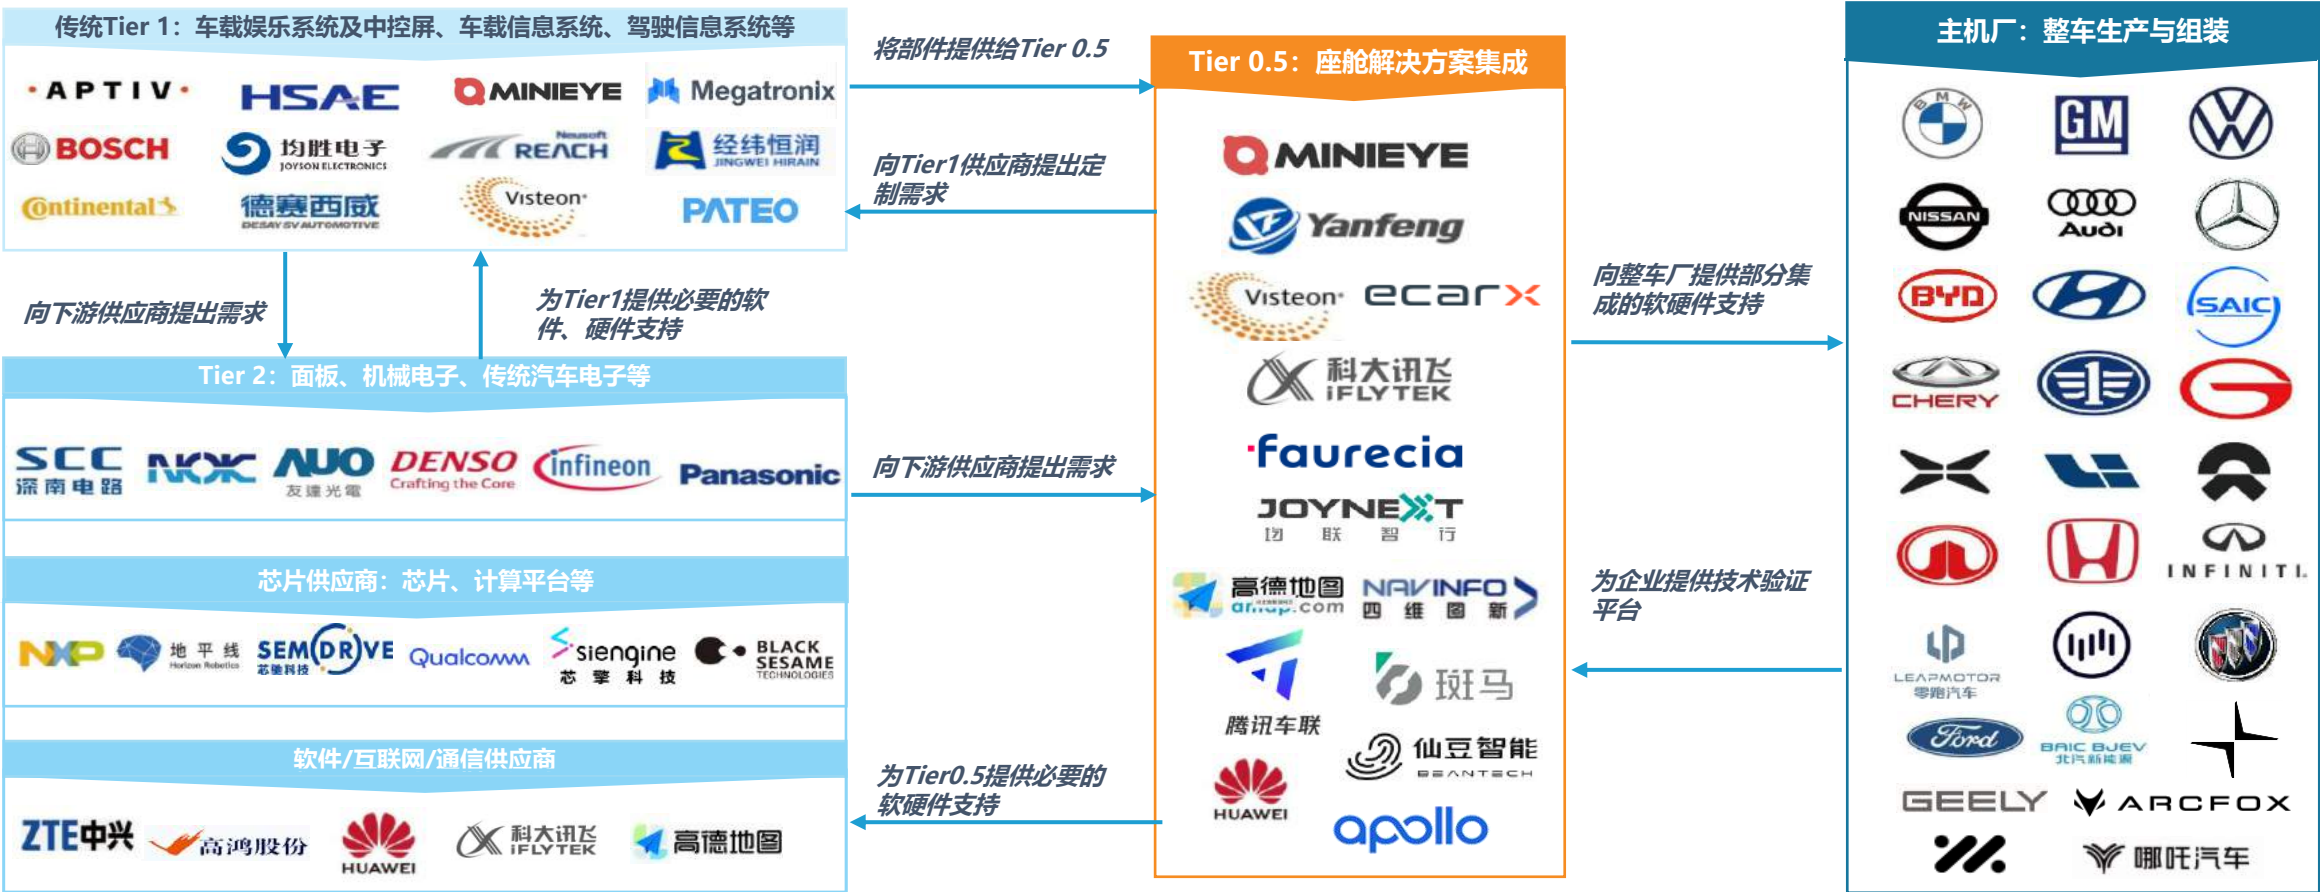 传统Tier 1：车载娱乐系统及中控屏、车载信息系统、驾驶信息系统等
· A P T I V ·
HSAE
MINIEYE
Megatronix
BOSCH
均胜电子
JOYSON ELECTRONICS
Neusoft
REACH
经纬恒润
JINGWEI HIRAIN
Continental
德赛西威
DESAY SV AUTOMOTIVE
Visteon
PATEO
向下游供应商提出需求
为Tier1提供必要的软
件、硬件支持
Tier 2：面板、机械电子、传统汽车电子等
SCC
深南电路
NOK
AUO
友達光電
DENSO
Crafting the Core
infineon
Panasonic
芯片供应商：芯片、计算平台等
NXP
地平线
Horizon Robotics
SEMIDRIVE
芯驰科技
Qualcomm
siengine
芯擎科技
BLACK
SESAME
TECHNOLOGIES
软件/互联网/通信供应商
ZTE中兴
高鸿股份
HUAWEI
科大讯飞
iFLYTEK
高德地图
将部件提供给Tier 0.5
向Tier1供应商提出定
制需求
向下游供应商提出需求
为Tier0.5提供必要的
软硬件支持
Tier 0.5：座舱解决方案集成
MINIEYE
Yanfeng
Visteon
ecarx
科大讯飞
iFLYTEK
faurecia
JOYNEXT
均联智行
高德地图
amap.com
NAVINFO
四维图新
腾讯车联
斑马
HUAWEI
仙豆智能
BEANTECH
apollo
向整车厂提供部分集
成的软硬件支持
为企业提供技术验证
平台
主机厂：整车生产与组装
BMW
GM
NISSAN
Audi
BYD
SAIC
CHERY
INFINITI
LEAPMOTOR
零跑汽车
Ford
BAIC BJEV
北汽新能源
GEELY
ARCFOX
哪吒汽车